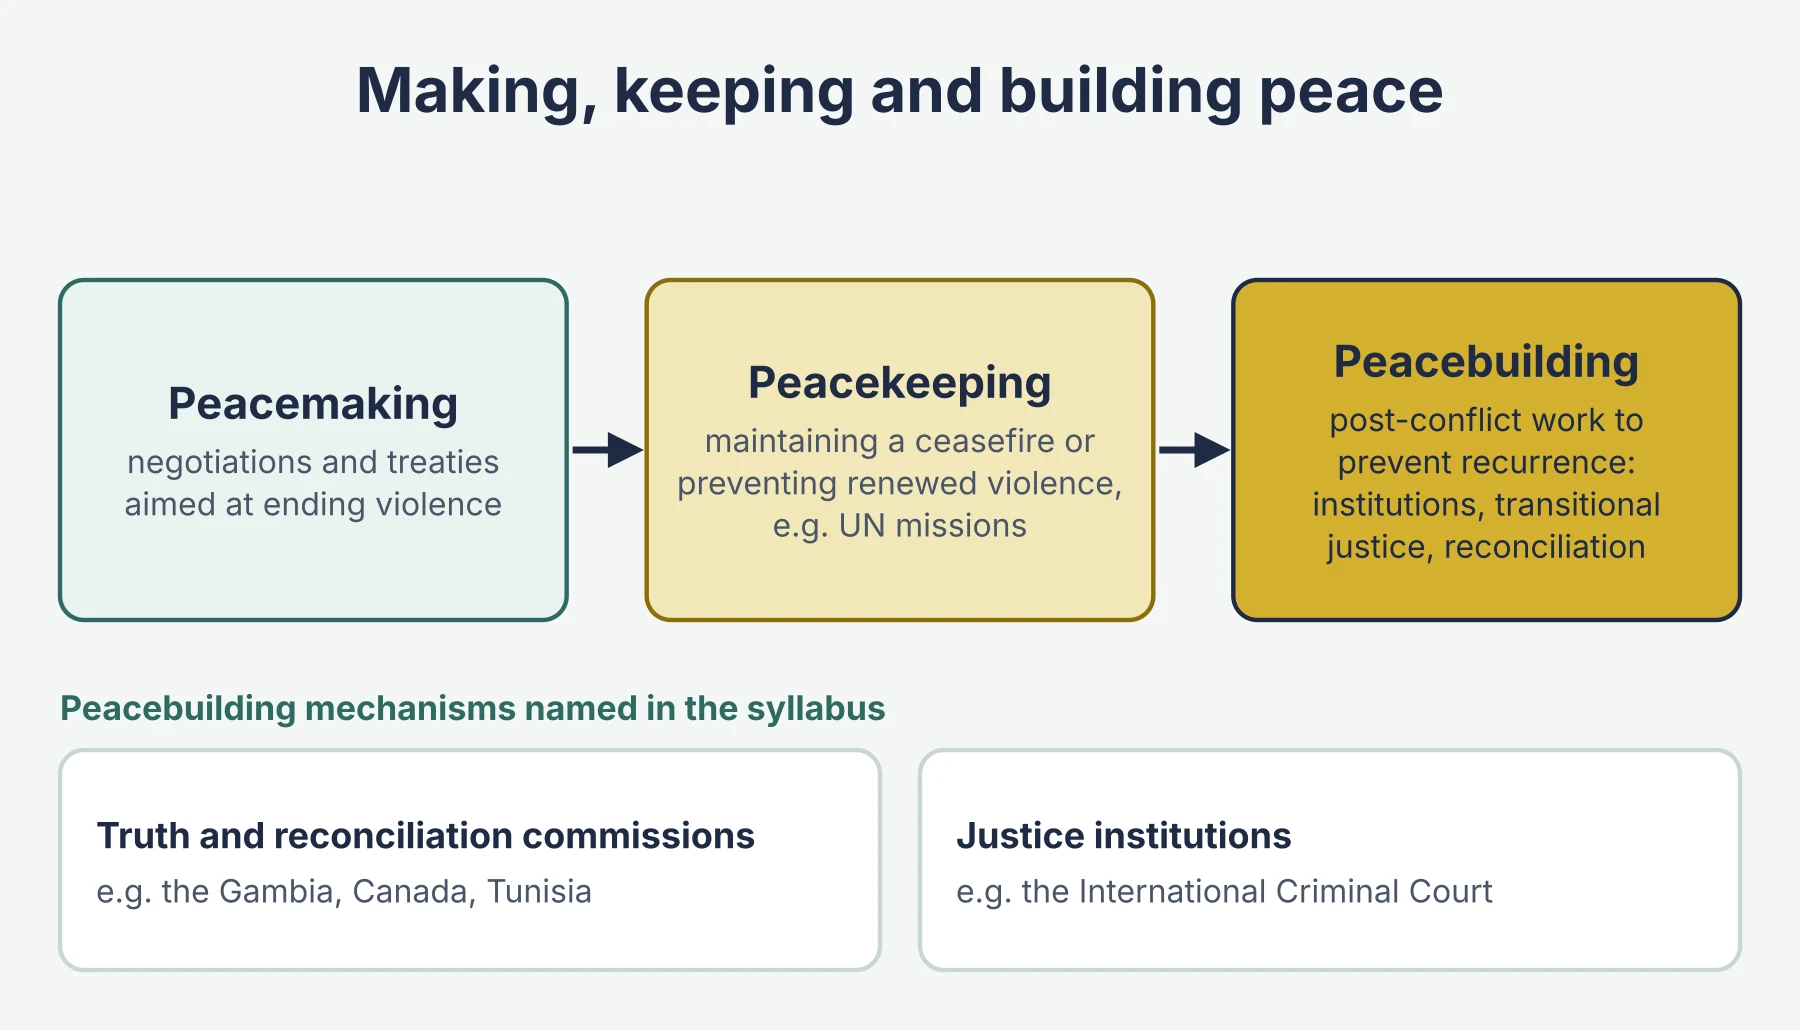 Making, keeping and building peace
Peacemaking
negotiations and treaties
aimed at ending violence
Peacekeeping
maintaining a ceasefire or
preventing renewed violence,
e.g. UN missions
Peacebuilding
post-conflict work to
prevent recurrence:
institutions, transitional
justice, reconciliation
Peacebuilding mechanisms named in the syllabus
Truth and reconciliation commissions
e.g. the Gambia, Canada, Tunisia
Justice institutions
e.g. the International Criminal Court